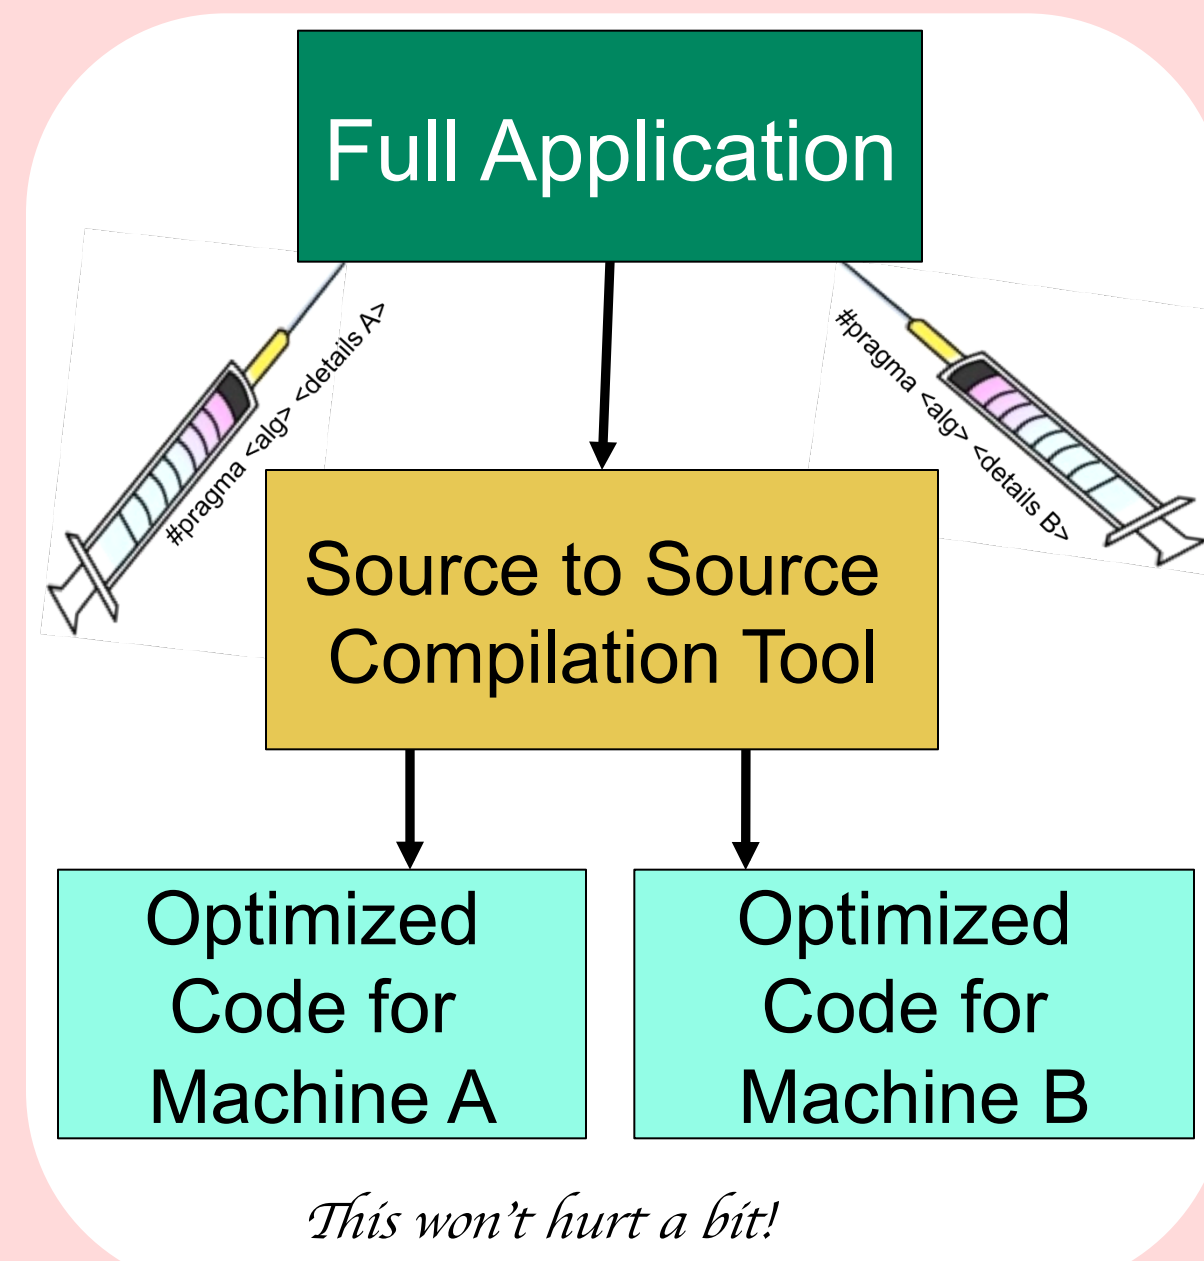 Full Application
#pragma <alg> <details A>
#pragma <alg> <details B>
Source to Source
Compilation Tool
Optimized
Code for
Machine A
Optimized
Code for
Machine B
This won't hurt a bit!